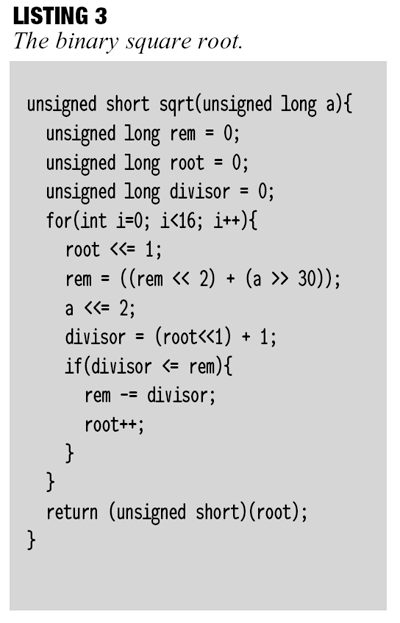 LISTING 3
The binary square root.
unsigned short sqrt(unsigned long a){
unsigned long rem = 0;
unsigned long root = 0;
unsigned long divisor = 0;
for(int i=0; i<16; i++){
root <<= 1;
rem = ((rem << 2) + (a >> 30));
a <<= 2;
divisor = (root<<1) + 1;
if(divisor <= rem){
rem -= divisor;
root++;
}
}
return (unsigned short)(root);
}